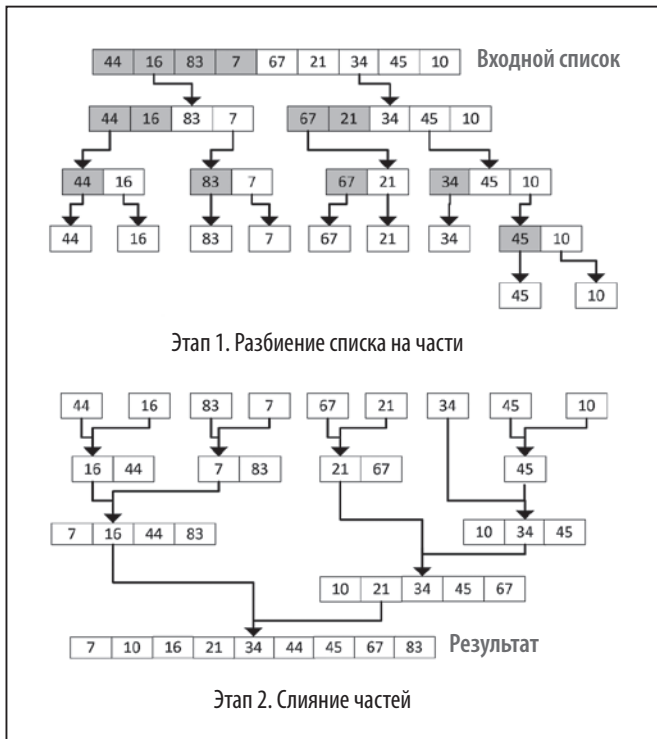 44 16 83 7 67 21 34 45 10 Входной список
44 16 83 7 67 21 34 45 10
44 16 83 7 67 21 34 45 10
44 16 83 7 67 21 34 45 10
45 10
Этап 1. Разбиение списка на части
44 16 83 7 67 21 34 45 10
16 44 7 83 21 67 45
7 16 44 83 10 34 45
10 21 34 45 67
7 10 16 21 34 44 45 67 83 Результат
Этап 2. Слияние частей